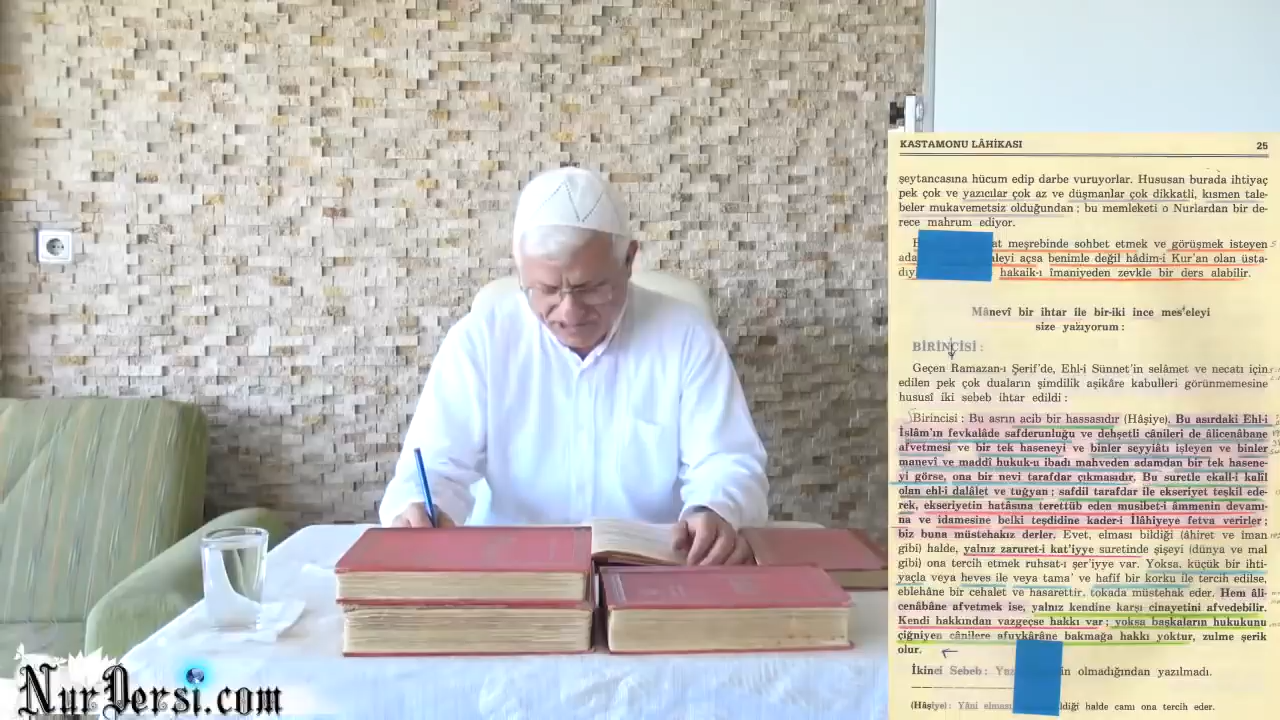 KASTAMONU LÂHİKASI 25
şeytancasına hücum edip darbe vuruyorlar. Hususan burada ihtiyaç
pek çok ve yazıcılar çok az ve düşmanlar çok dikkatli, kısmen tale-
beler mukavemetsiz olduğundan; bu memleketi o Nurlardan bir de-
rece mahrum ediyor.
at meşrebinde sohbet etmek ve görüşmek isteyen
ada leyi açsa benimle değil hâdim-i Kur'an olan üsta-
dıy hakaik-ı imaniyeden zevkle bir ders alabilir.
Mânevî bir ihtar ile bir-iki ince mes'eleyi
size yazıyorum:
BİRİNCİSİ:
Geçen Ramazan-ı Şerif'de, Ehl-i Sünnet'in selâmet ve necatı için
edilen pek çok duaların şimdilik aşikâre kabulleri görünmemesine
hususî iki sebeb ihtar edildi:
Birincisi: Bu asrın acib bir hassasıdır (Hâşiye). Bu asırdaki Ehl-i
İslâm'ın fevkalâde safderunluğu ve dehşetli cânileri de âlicenâbane
afvetmesi ve bir tek haseneyi ve binler seyyiâtı işleyen ve binler
manevî ve maddî hukuk-u ibadı mahveden adamdan bir tek hasene-
yi görse, ona bir nevi tarafdar çıkmasıdır. Bu suretle ekall-i kalîl
olan ehl-i dalâlet ve tuğyan; safdil tarafdar ile ekseriyet teşkil ede-
rek, ekseriyetin hatâsına terettüb eden musibet-i âmmenin devamı-
na ve idamesine belki teşdidine kader-i İlâhiyeye fetva verirler;
biz buna müstehakız derler. Evet, elması bildiği (âhiret ve iman
gibi) halde, yalnız zaruret-i kat'iyye suretinde şişeyi (dünya ve mal
gibi) ona tercih etmek ruhsat-ı şer'iyye var. Yoksa, küçük bir ihti-
yaçla veya heves ile veya tama' ve hafif bir korku ile tercih edilse,
eblehâne bir cehalet ve hasarettir, tokada müstehak eder. Hem âli-
cenâbâne afvetmek ise, yalnız kendine karşı cinayetini afvedebilir.
Kendi hakkından vazgeçse hakkı var; yoksa başkaların hukukunu
çiğniyen cânilere afuvkârâne bakmağa hakkı yoktur, zulme şerik
olur.
İkinci Sebeb: Yaz n olmadığından yazılmadı.
(Hâşiye): Yâni elması ldiği halde camı ona tercih eder.
NurDersi.com